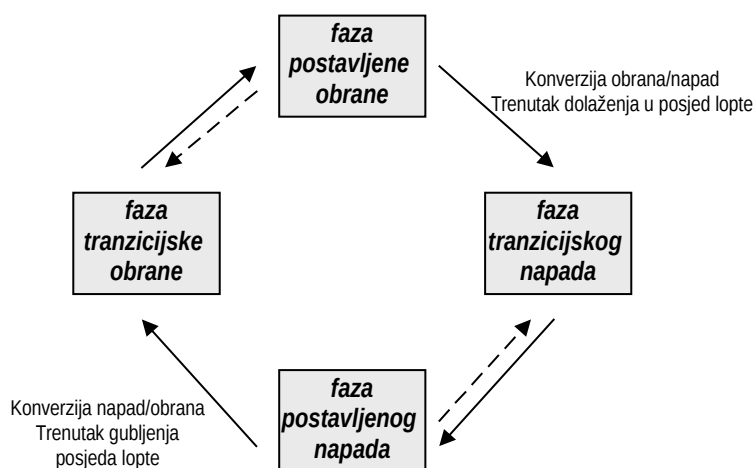 faza
postavljene
obrane
Konverzija obrana/napad
Trenutak dolaženja u posjed lopte
faza
tranzicijske
obrane
faza
tranzicijskog
napada
faza
postavljenog
napada
Konverzija napad/obrana
Trenutak gubljenja
posjeda lopte